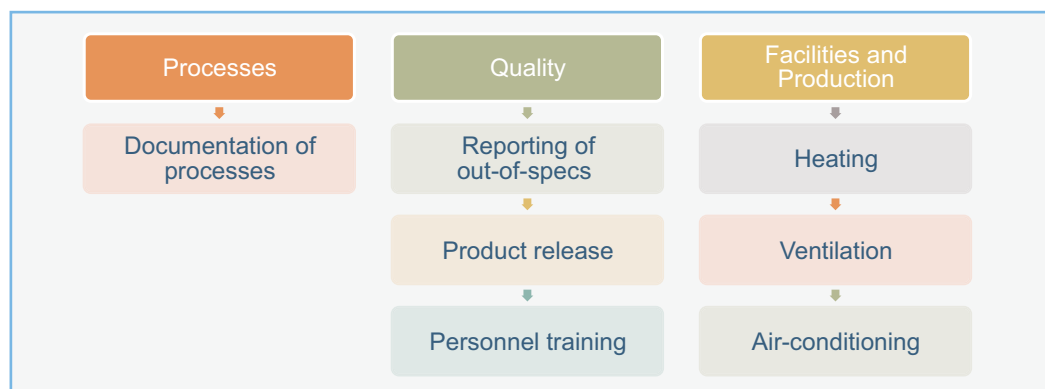 Processes
Documentation of
processes
Quality
Reporting of
out-of-specs
Product release
Personnel training
Facilities and
Production
Heating
Ventilation
Air-conditioning